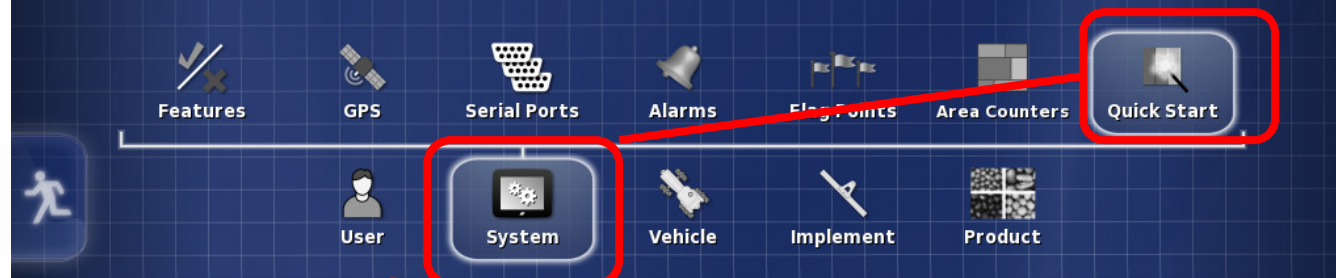 Features GPS Serial Ports Alarms Flag Points Area Counters Quick Start
User System Vehicle Implement Product